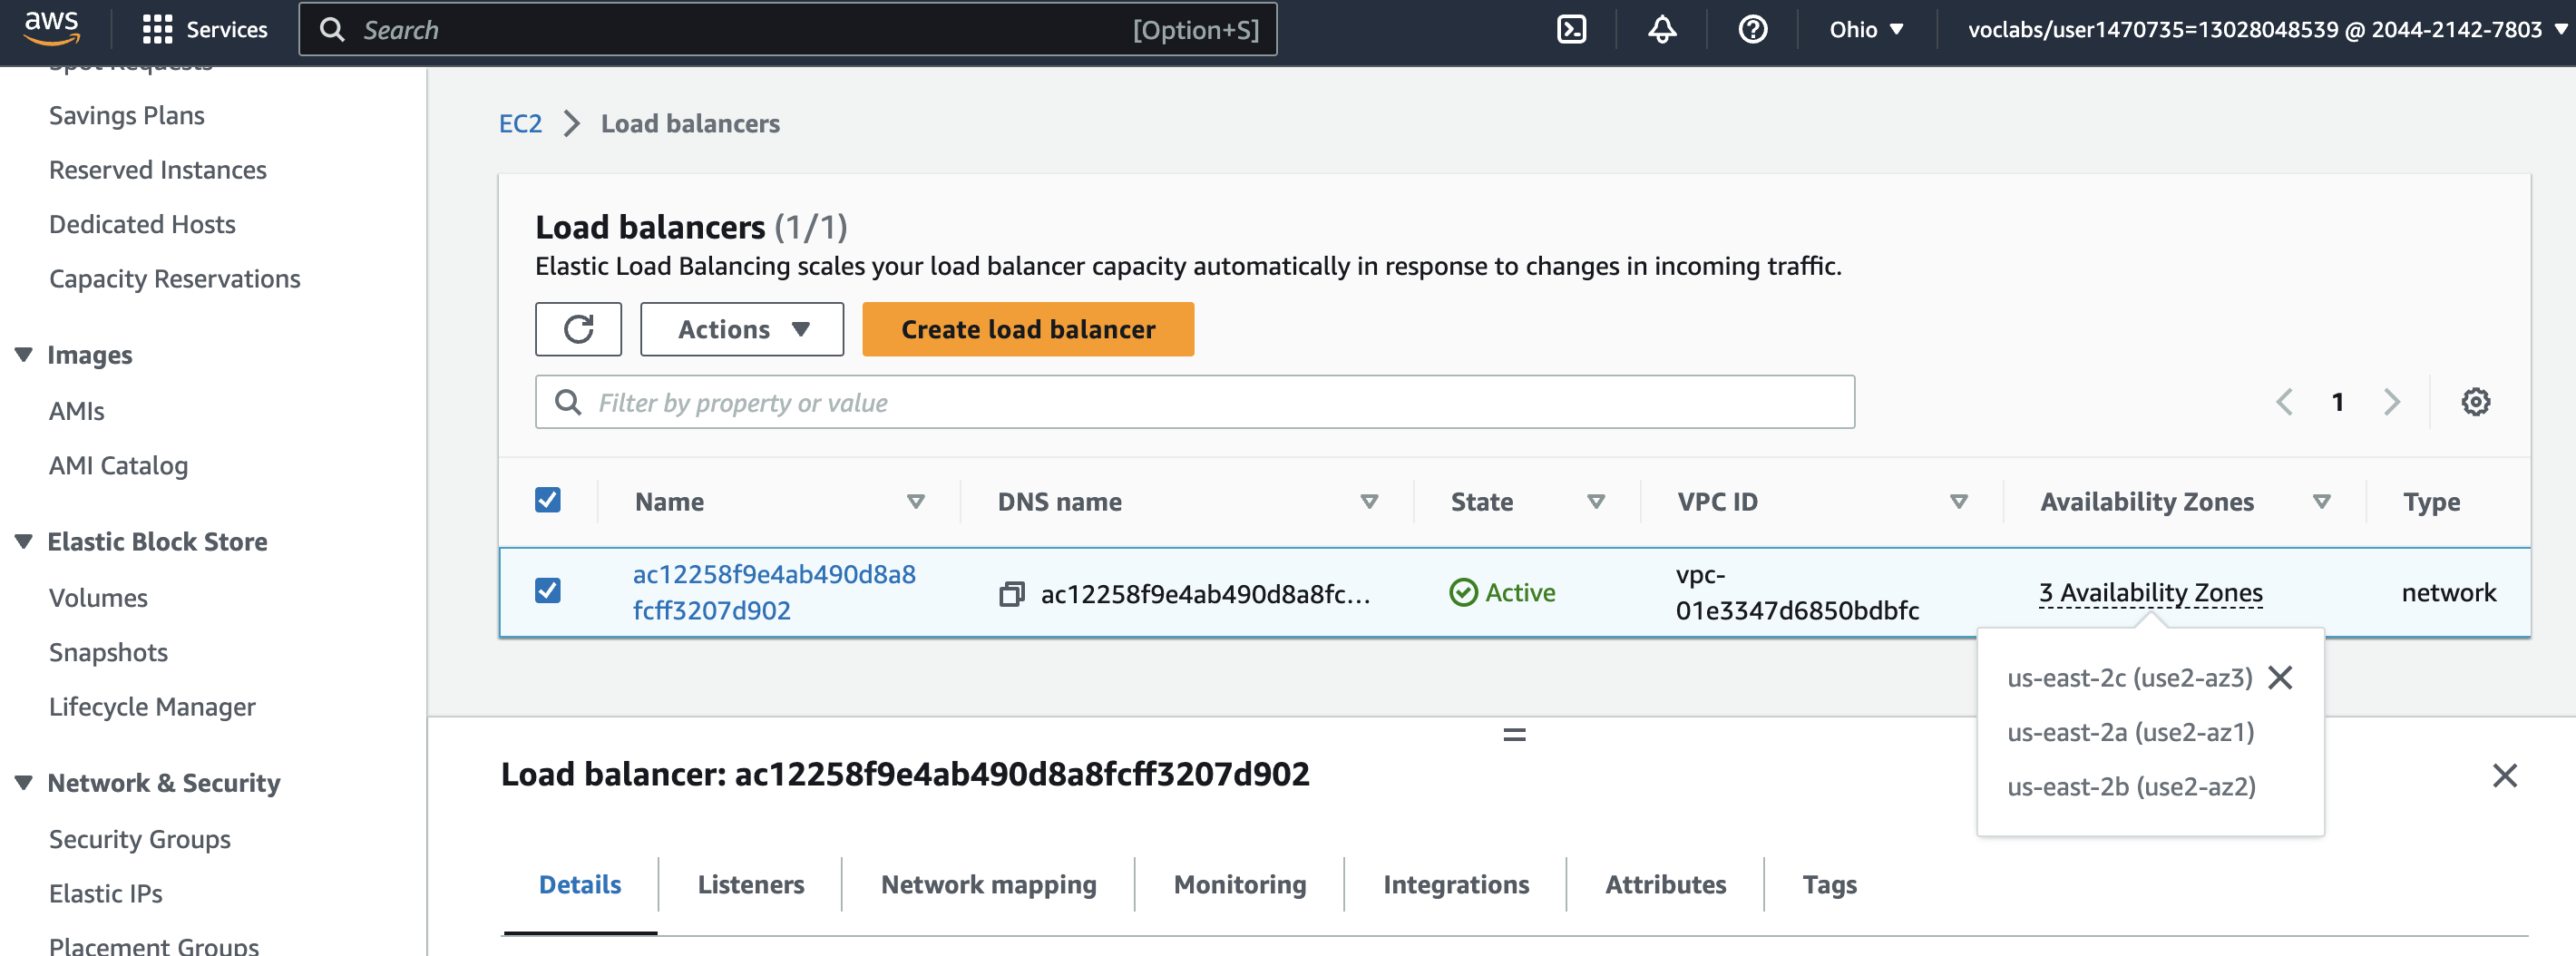 aws
Services
Search
[Option+S]
Ohio
voclabs/user1470735=13028048539 @ 2044-2142-7803
Spot Requests
Savings Plans
Reserved Instances
Dedicated Hosts
Capacity Reservations
Images
AMIs
AMI Catalog
Elastic Block Store
Volumes
Snapshots
Lifecycle Manager
Network & Security
Security Groups
Elastic IPs
Placement Groups
EC2
Load balancers
Load balancers (1/1)
Elastic Load Balancing scales your load balancer capacity automatically in response to changes in incoming traffic.
Actions
Create load balancer
Filter by property or value
1
Name
DNS name
State
VPC ID
Availability Zones
Type
ac12258f9e4ab490d8a8
fcff3207d902
ac12258f9e4ab490d8a8fc...
Active
vpc-
01e3347d6850bdbfc
3 Availability Zones
network
us-east-2c (use2-az3)
us-east-2a (use2-az1)
us-east-2b (use2-az2)
Load balancer: ac12258f9e4ab490d8a8fcff3207d902
Details
Listeners
Network mapping
Monitoring
Integrations
Attributes
Tags